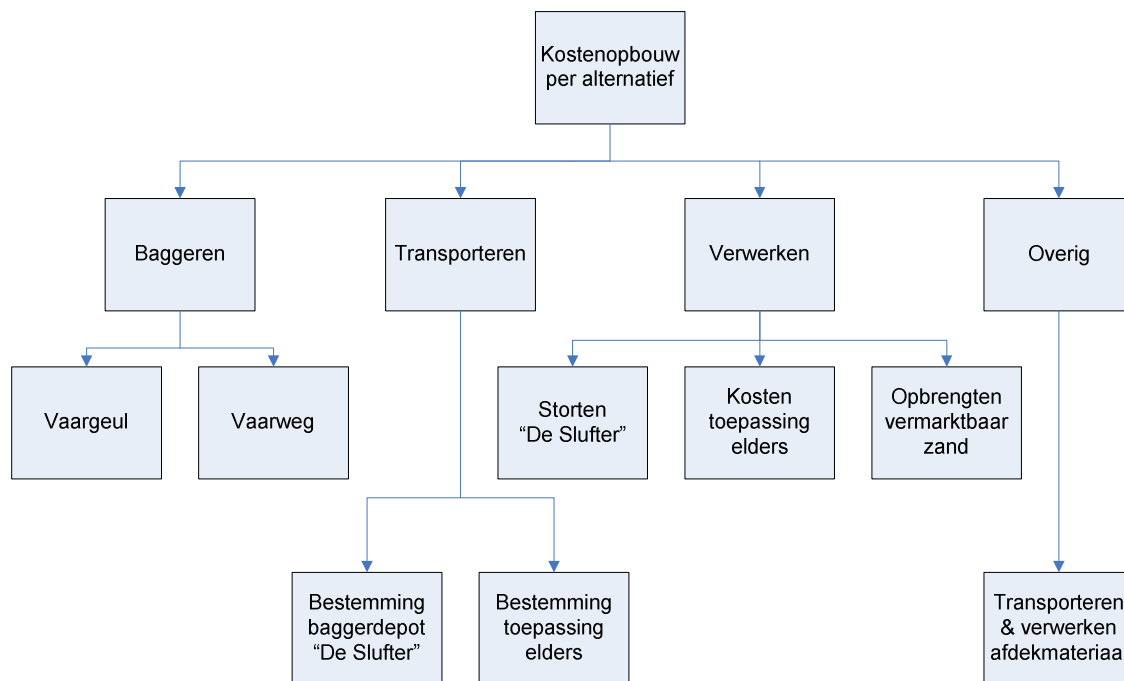 Kostenopbouw
per alternatief
Baggeren
Transporteren
Verwerken
Overig
Vaargeul
Vaarweg
Storten
“De Slufter”
Kosten
toepassing
elders
Opbrengten
vermarktbaar
zand
Bestemming
baggerdepot
“De Slufter”
Bestemming
toepassing
elders
Transporteren
& verwerken
afdekmateriaal